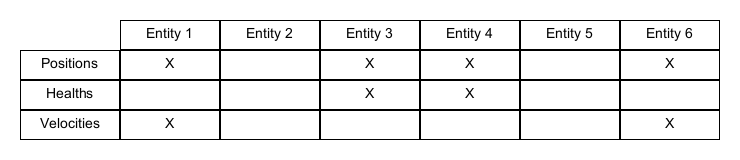 Entity 1 Entity 2 Entity 3 Entity 4 Entity 5 Entity 6
Positions X X X X
Healths X X
Velocities X X